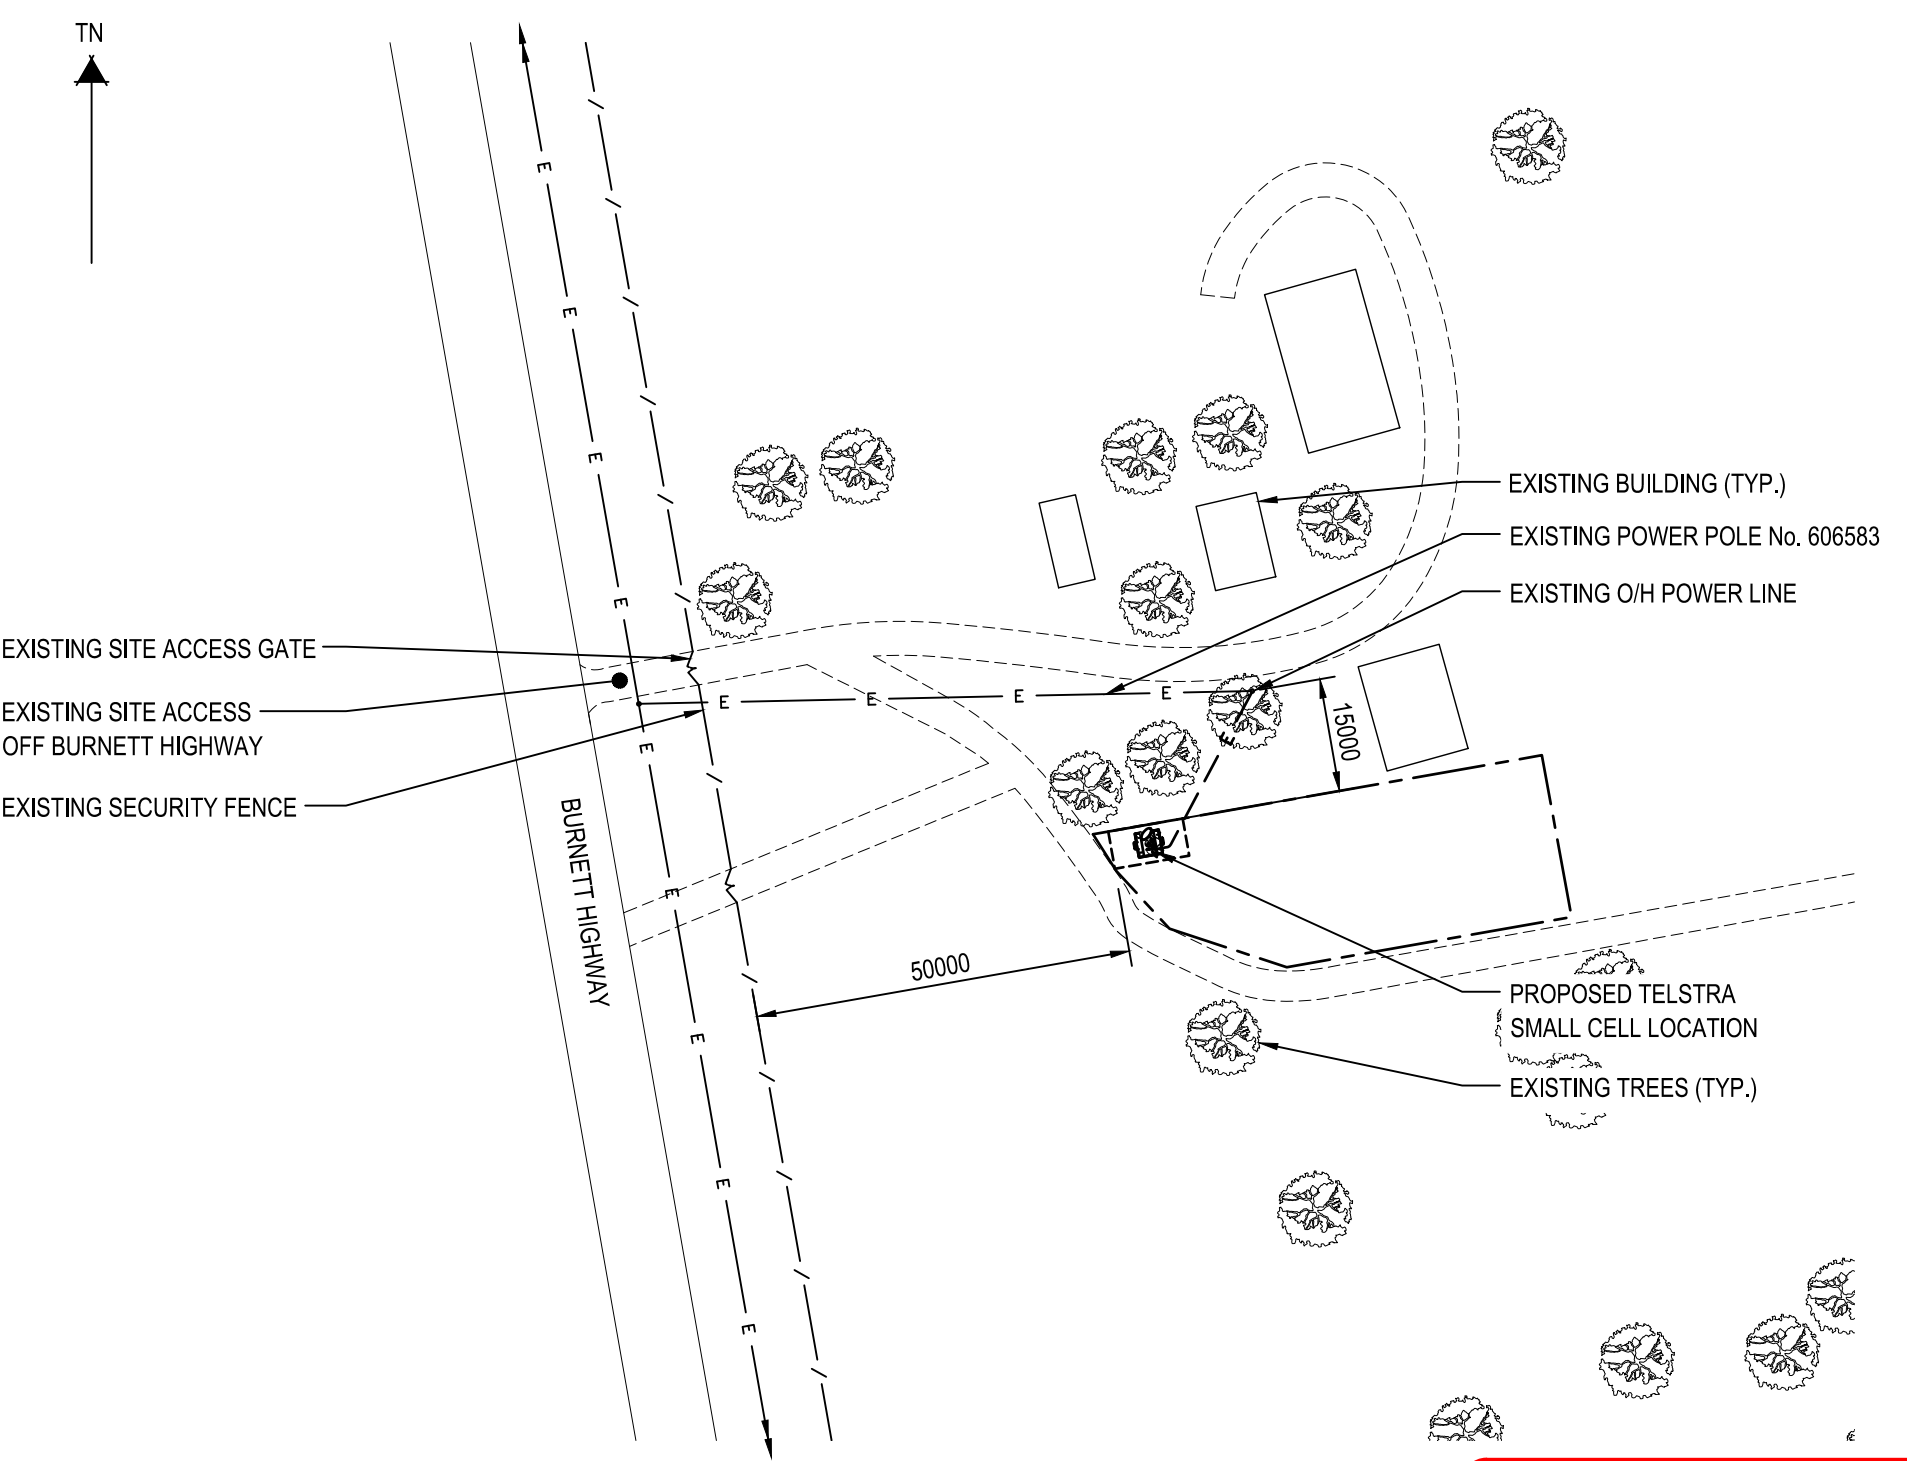 TN
EXISTING BUILDING (TYP.)
EXISTING POWER POLE No. 606583
EXISTING O/H POWER LINE
EXISTING SITE ACCESS GATE
EXISTING SITE ACCESS
OFF BURNETT HIGHWAY
EXISTING SECURITY FENCE
BURNETT HIGHWAY
E
E
E
E
E
E
E
E
E
E
E
E
E
E
15000
50000
PROPOSED TELSTRA
SMALL CELL LOCATION
EXISTING TREES (TYP.)